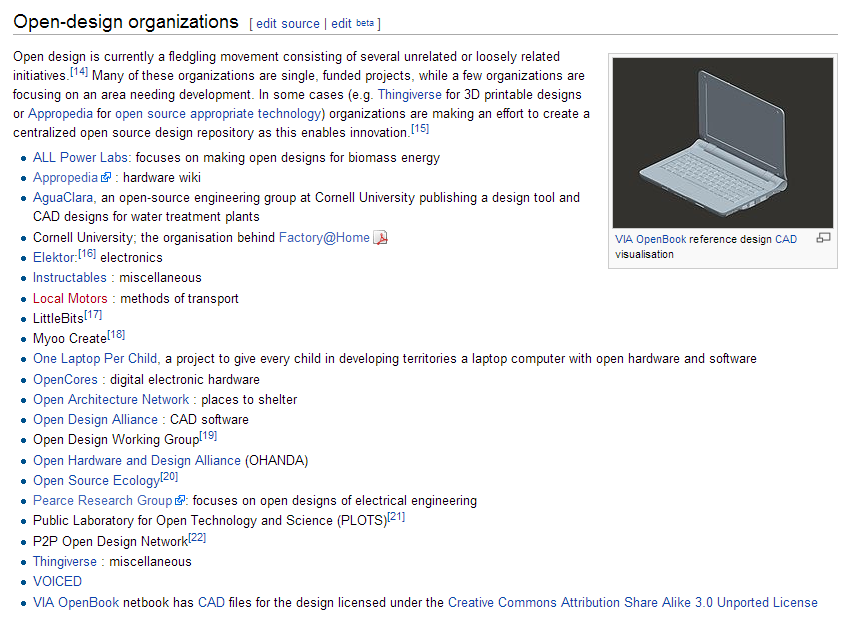 Open-design organizations [ edit source | edit beta ]
Open design is currently a fledgling movement consisting of several unrelated or loosely related
initiatives.[14] Many of these organizations are single, funded projects, while a few organizations are
focusing on an area needing development. In some cases (e.g. Thingiverse for 3D printable designs
or Appropedia for open source appropriate technology) organizations are making an effort to create a
centralized open source design repository as this enables innovation.[15]
VIA OpenBook reference design CAD
visualisation
• ALL Power Labs: focuses on making open designs for biomass energy
• Appropedia : hardware wiki
• AguaClara, an open-source engineering group at Cornell University publishing a design tool and
CAD designs for water treatment plants
• Cornell University; the organisation behind Factory@Home
• Elektor:[16] electronics
• Instructables : miscellaneous
• Local Motors : methods of transport
• LittleBits[17]
• Myoo Create[18]
• One Laptop Per Child, a project to give every child in developing territories a laptop computer with open hardware and software
• OpenCores : digital electronic hardware
• Open Architecture Network : places to shelter
• Open Design Alliance : CAD software
• Open Design Working Group[19]
• Open Hardware and Design Alliance (OHANDA)
• Open Source Ecology[20]
• Pearce Research Group : focuses on open designs of electrical engineering
• Public Laboratory for Open Technology and Science (PLOTS)[21]
• P2P Open Design Network[22]
• Thingiverse : miscellaneous
• VOICED
• VIA OpenBook netbook has CAD files for the design licensed under the Creative Commons Attribution Share Alike 3.0 Unported License